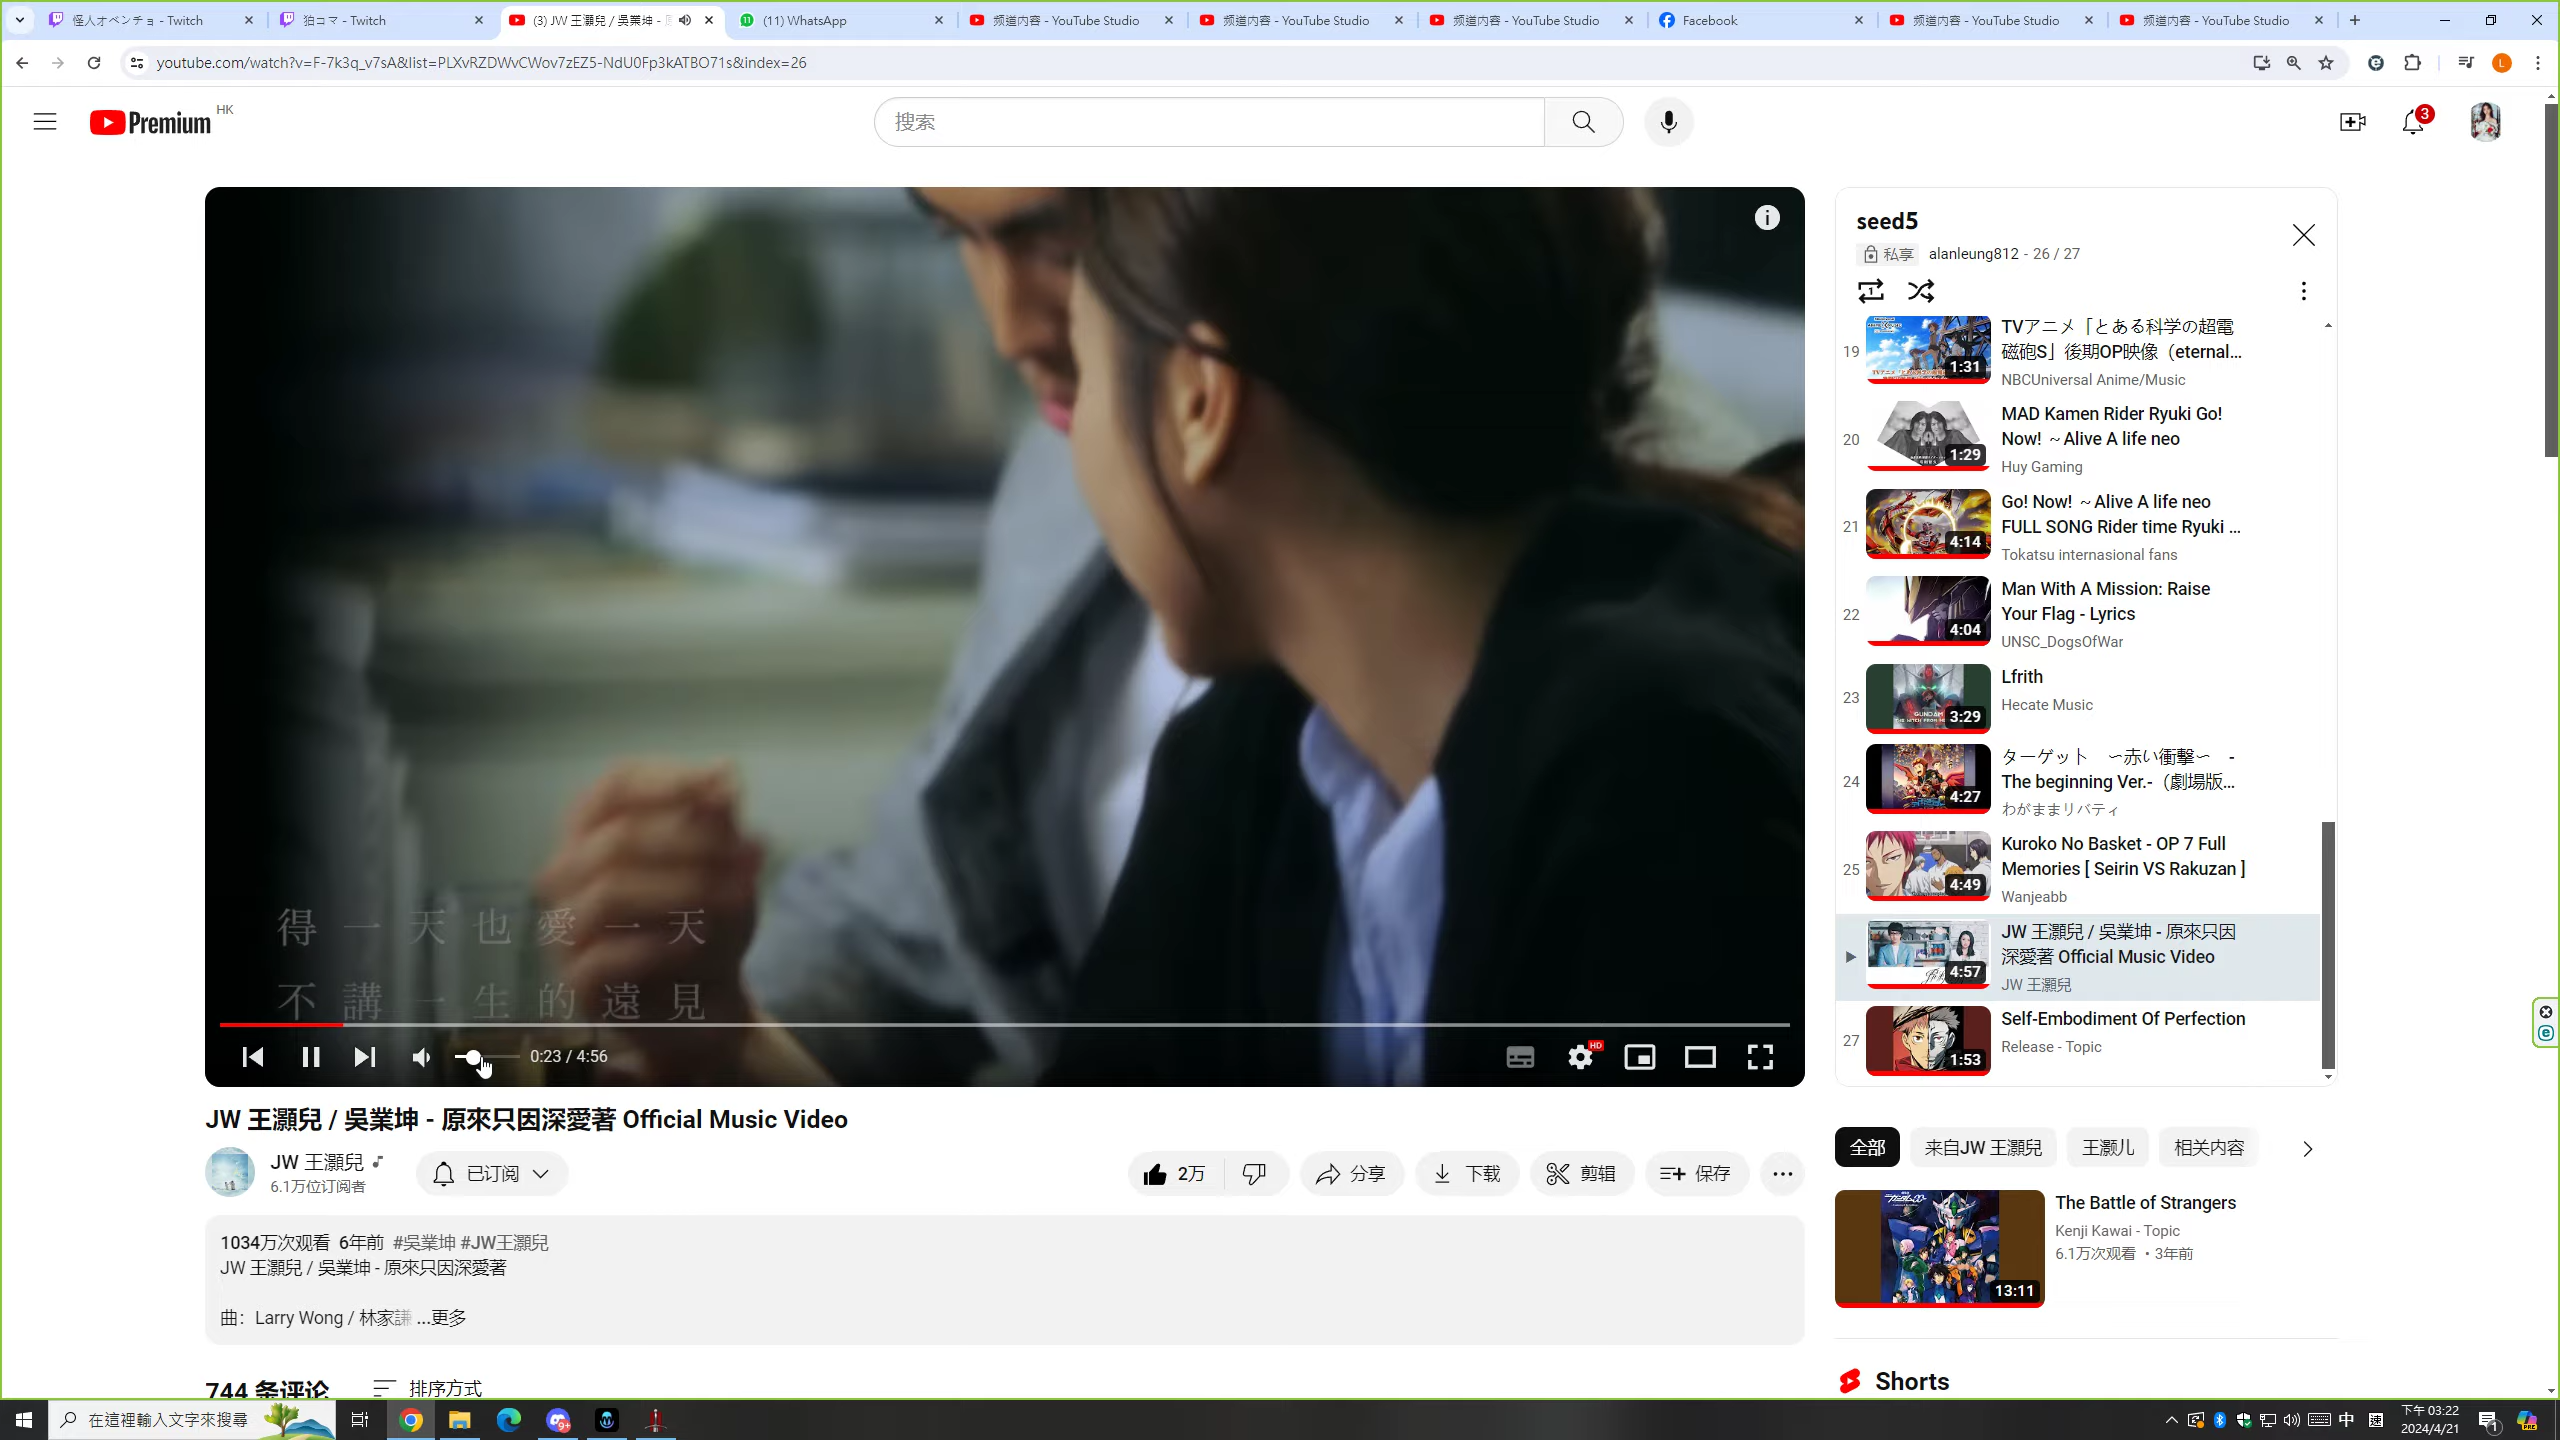 怪人オベンチョ - Twitch
狛コマ - Twitch
(3) JW 王灝兒 / 吳業坤 -
(11) WhatsApp
频道内容 - YouTube Studio
频道内容 - YouTube Studio
频道内容 - YouTube Studio
Facebook
频道内容 - YouTube Studio
频道内容 - YouTube Studio
youtube.com/watch?v=F-7k3q_v7sA&list=PLXvRZDWvCWov7zEZ5-NdU0Fp3kATBO71s&index=26
L
Premium HK
搜索
3
seed5
私享 alanleung812 - 26 / 27
19
1:31
TVアニメ「とある科学の超電
磁砲S」後期OP映像（eternal...
NBCUniversal Anime/Music
20
1:29
MAD Kamen Rider Ryuki Go!
Now! ～Alive A life neo
Huy Gaming
21
4:14
Go! Now! ～Alive A life neo
FULL SONG Rider time Ryuki ...
Tokatsu internasional fans
22
4:04
Man With A Mission: Raise
Your Flag - Lyrics
UNSC_DogsOfWar
23
3:29
Lfrith
Hecate Music
24
4:27
ターゲット　〜赤い衝撃〜　-
The beginning Ver.-（劇場版...
わがままリバティ
25
4:49
Kuroko No Basket - OP 7 Full
Memories [ Seirin VS Rakuzan ]
Wanjeabb
4:57
JW 王灝兒 / 吳業坤 - 原來只因
深愛著 Official Music Video
JW 王灝兒
27
1:53
Self-Embodiment Of Perfection
Release - Topic
得一天也愛一天
不講一生的遠見
0:23 / 4:56
HD
JW 王灝兒 / 吳業坤 - 原來只因深愛著 Official Music Video
JW 王灝兒
6.1万位订阅者
已订阅
2万
分享
下载
剪辑
保存
1034万次观看 6年前 #吳業坤 #JW王灝兒
JW 王灝兒 / 吳業坤 - 原來只因深愛著
曲：Larry Wong / 林家謙 ...更多
744 条评论
排序方式
全部
来自JW 王灝兒
王灏儿
相关内容
13:11
The Battle of Strangers
Kenji Kawai - Topic
6.1万次观看 • 3年前
Shorts
在這裡輸入文字來搜尋
9+
中
下午 03:22
2024/4/21
1